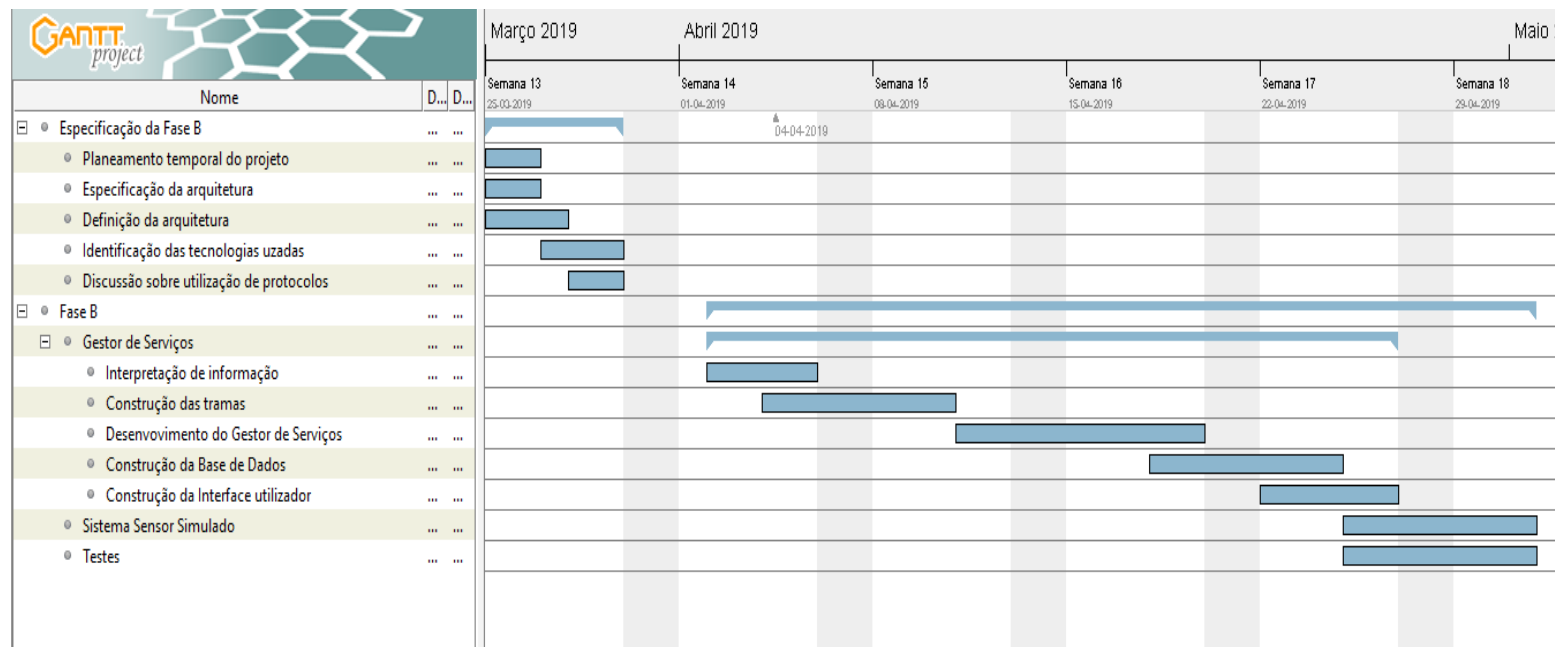 GANTT
project
Março 2019 Abril 2019 Maio
Semana 13 Semana 14 Semana 15 Semana 16 Semana 17 Semana 18
Nome D... D...
25-03-2019 01-04-2019 08-04-2019 15-04-2019 22-04-2019 29-04-2019
Especificação da Fase B ... ...
04-04-2019
Planeamento temporal do projeto ... ...
Especificação da arquitetura ... ...
Definição da arquitetura ... ...
Identificação das tecnologias uzadas ... ...
Discussão sobre utilização de protocolos ... ...
Fase B ... ...
Gestor de Serviços ... ...
Interpretação de informação ... ...
Construção das tramas ... ...
Desenvovimento do Gestor de Serviços ... ...
Construção da Base de Dados ... ...
Construção da Interface utilizador ... ...
Sistema Sensor Simulado ... ...
Testes ... ...